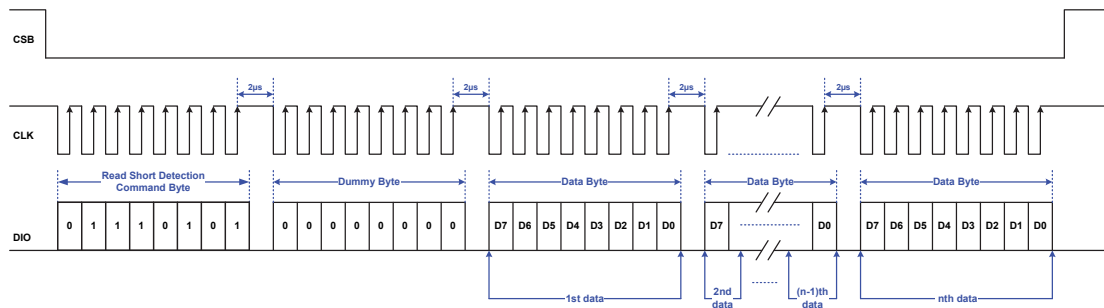 CSB
2µs 2µs 2µs 2µs
CLK
Read Short Detection
Command Byte
Dummy Byte
Data Byte
Data Byte
Data Byte
DIO
0 1 1 1 0 1 0 1
0 0 0 0 0 0 0 0
D7 D6 D5 D4 D3 D2 D1 D0
D7 D0
D7 D6 D5 D4 D3 D2 D1 D0
1st data
2nd
data
(n-1)th
data
nth data